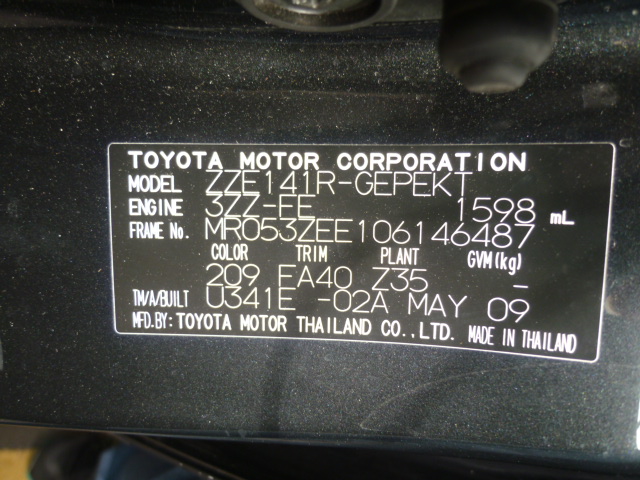 TOYOTA MOTOR CORPORATION
MODEL ZZE141R-GEPEKT
ENGINE 3ZZ-FE 1598 mL
FRAME No. MR053ZEE106146487
COLOR TRIM PLANT GVM(kg)
209 FA40 Z35 -
TM/A/BUILT U341E -02A MAY 09
MFD.BY: TOYOTA MOTOR THAILAND CO.,LTD. MADE IN THAILAND